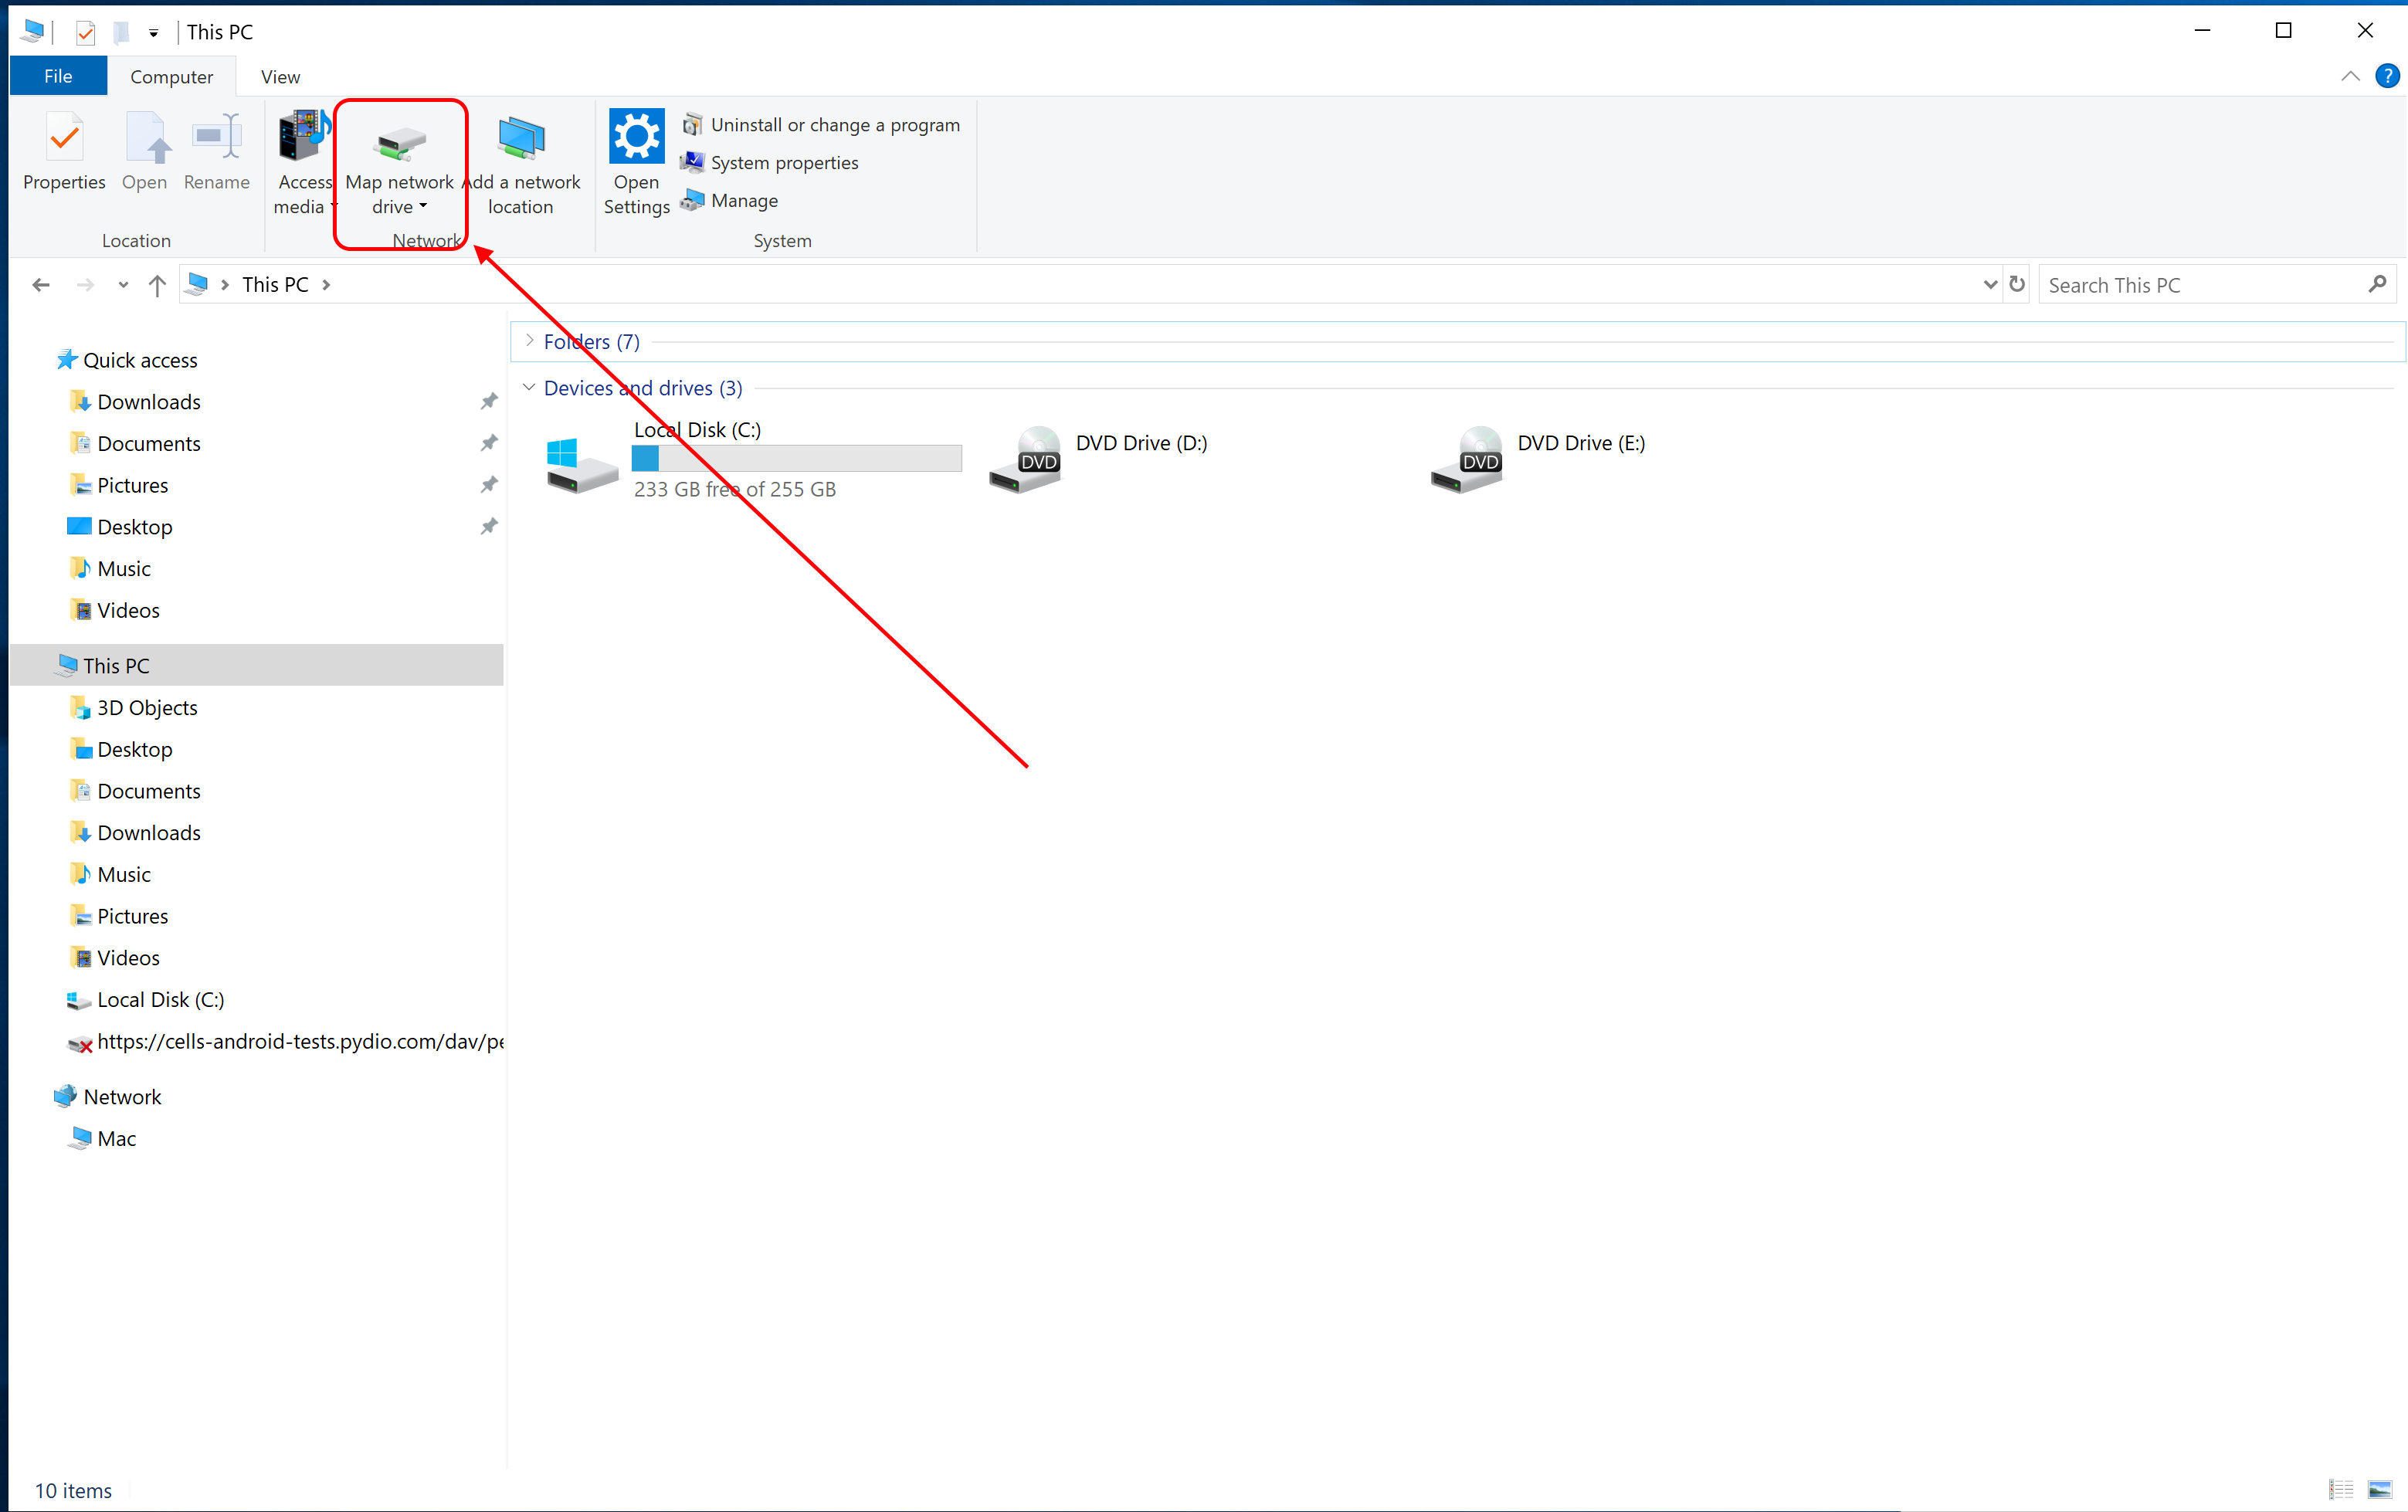 This PC
File
Computer
View
Properties
Open
Rename
Access
media
Map network
drive
Add a network
location
Open
Settings
Uninstall or change a program
System properties
Manage
Location
Network
System
This PC
Search This PC
Quick access
Downloads
Documents
Pictures
Desktop
Music
Videos
This PC
3D Objects
Desktop
Documents
Downloads
Music
Pictures
Videos
Local Disk (C:)
https://cells-android-tests.pydio.com/dav/pe
Network
Mac
Folders (7)
Devices and drives (3)
Local Disk (C:)
233 GB free of 255 GB
DVD
DVD Drive (D:)
DVD
DVD Drive (E:)
10 items